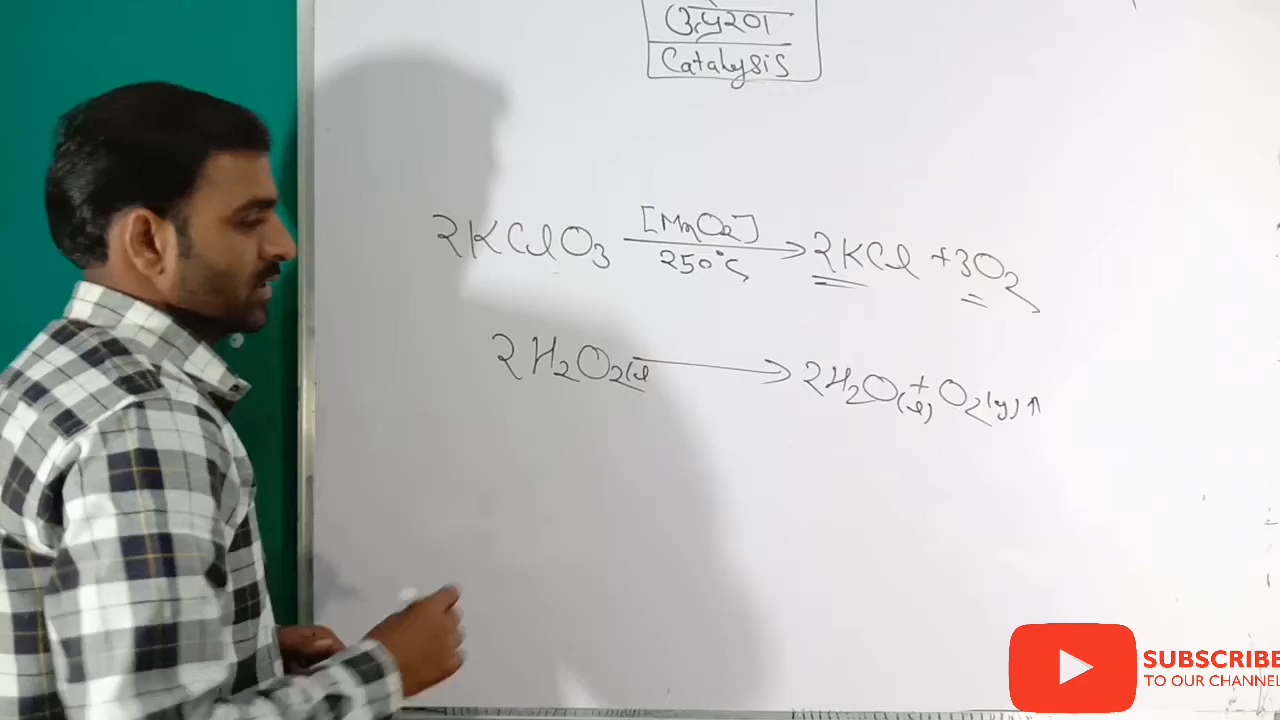 उत्प्रेरण
Catalysis
2KClO3 [MnO2] 250°C → 2KCl + 3O2
2H2O2(l → 2H2O(l) + O2(g)↑
SUBSCRIBE
TO OUR CHANNEL